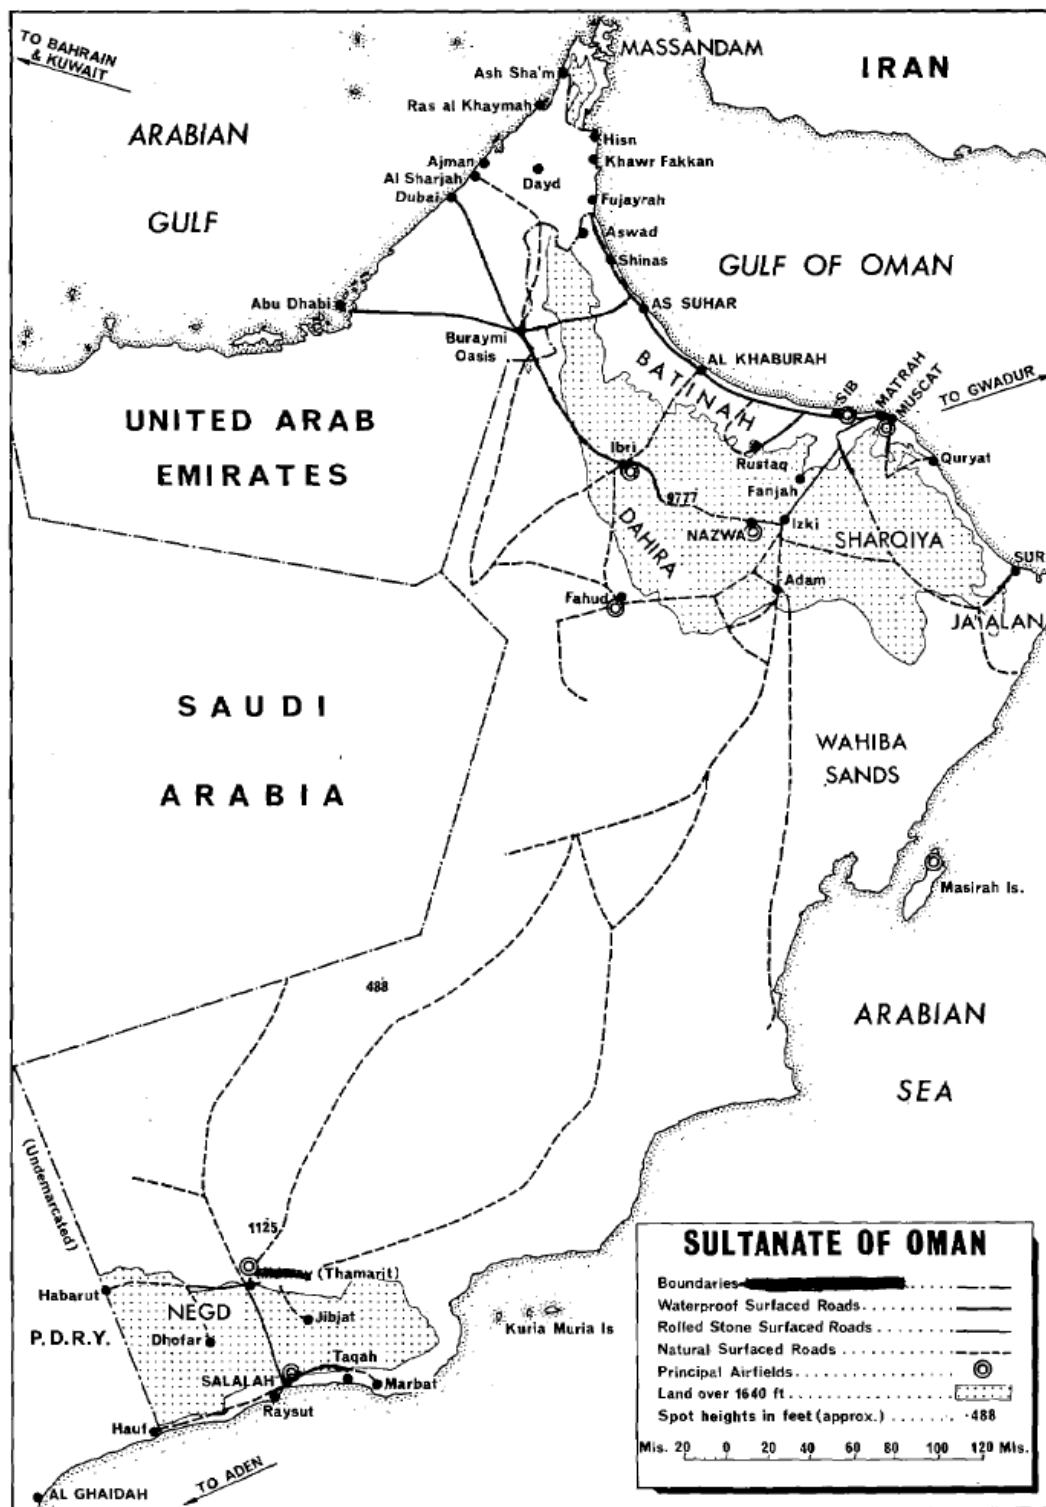 TO BAHRAIN
& KUWAIT
MASSANDAM
IRAN
Ash Sha'm
Ras al Khaymah
ARABIAN
GULF
Hisn
Khawr Fakkan
Ajman
Al Sharjah
Dayd
Dubai
Fujayrah
Aswad
Shinas
GULF OF OMAN
Abu Dhabi
AS SUHAR
Buraymi
Oasis
AL KHABURAH
BATINAH
SIB
MATRAH
MUSCAT
TO GWADUR
UNITED ARAB
EMIRATES
Ibri
Rustaq
Quryat
Fanjah
9777
DAHIRA
NAZWA
Izki
SHARQIYA
SUR
Adam
Fahud
JA'ALAN
SAUDI
ARABIA
WAHIBA
SANDS
Masirah Is.
488
ARABIAN
SEA
(Undemarcated)
1125
(Thamarit)
Habarut
NEGD
Jibjat
P.D.R.Y.
Dhofar
Kuria Muria Is
Taqah
SALALAH
Marbat
Raysut
Hauf
TO ADEN
AL GHAIDAH
SULTANATE OF OMAN
Boundaries
Waterproof Surfaced Roads
Rolled Stone Surfaced Roads
Natural Surfaced Roads
Principal Airfields
Land over 1640 ft
Spot heights in feet (approx.) ·488
Mls. 20 0 20 40 60 80 100 120 Mls.